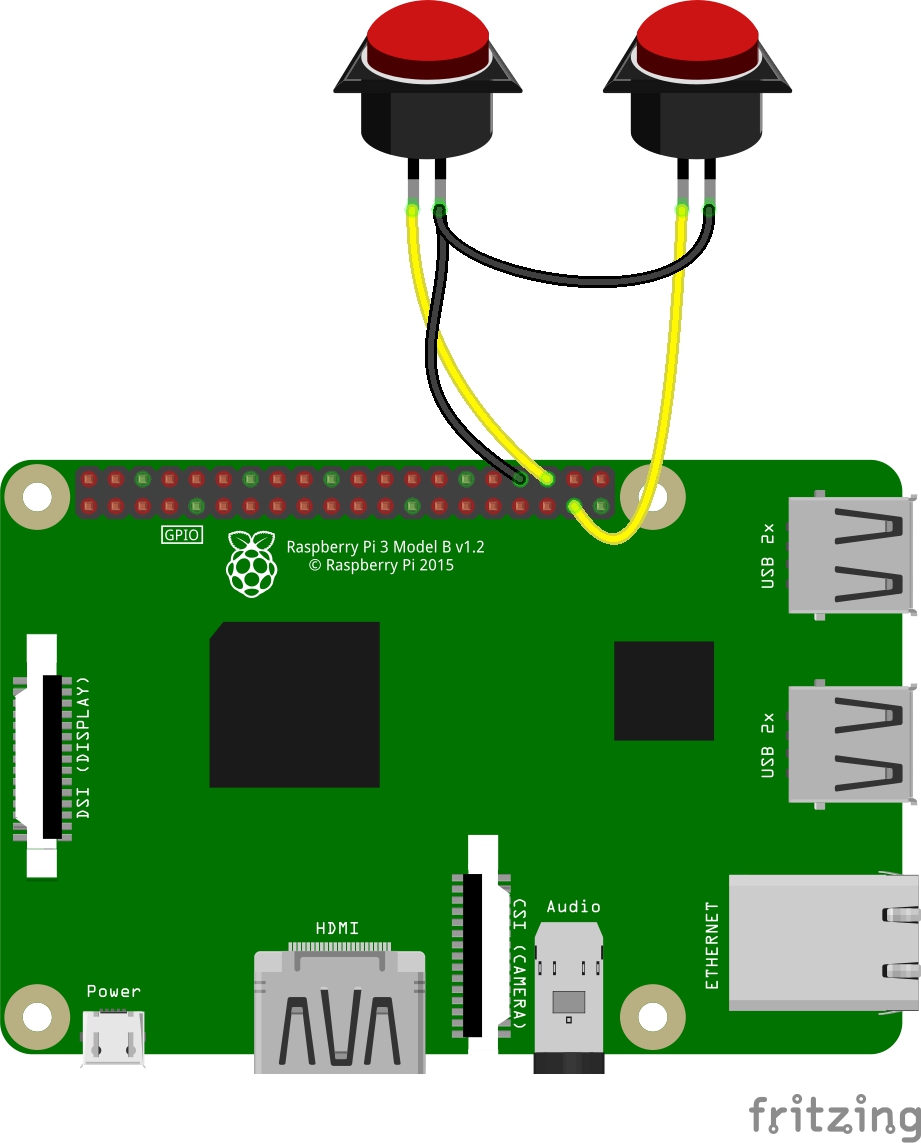 GPIO
Raspberry Pi 3 Model B v1.2
© Raspberry Pi 2015
USB 2x
DSI (DISPLAY)
USB 2x
CSI (CAMERA)
Audio
ETHERNET
HDMI
Power
fritzing